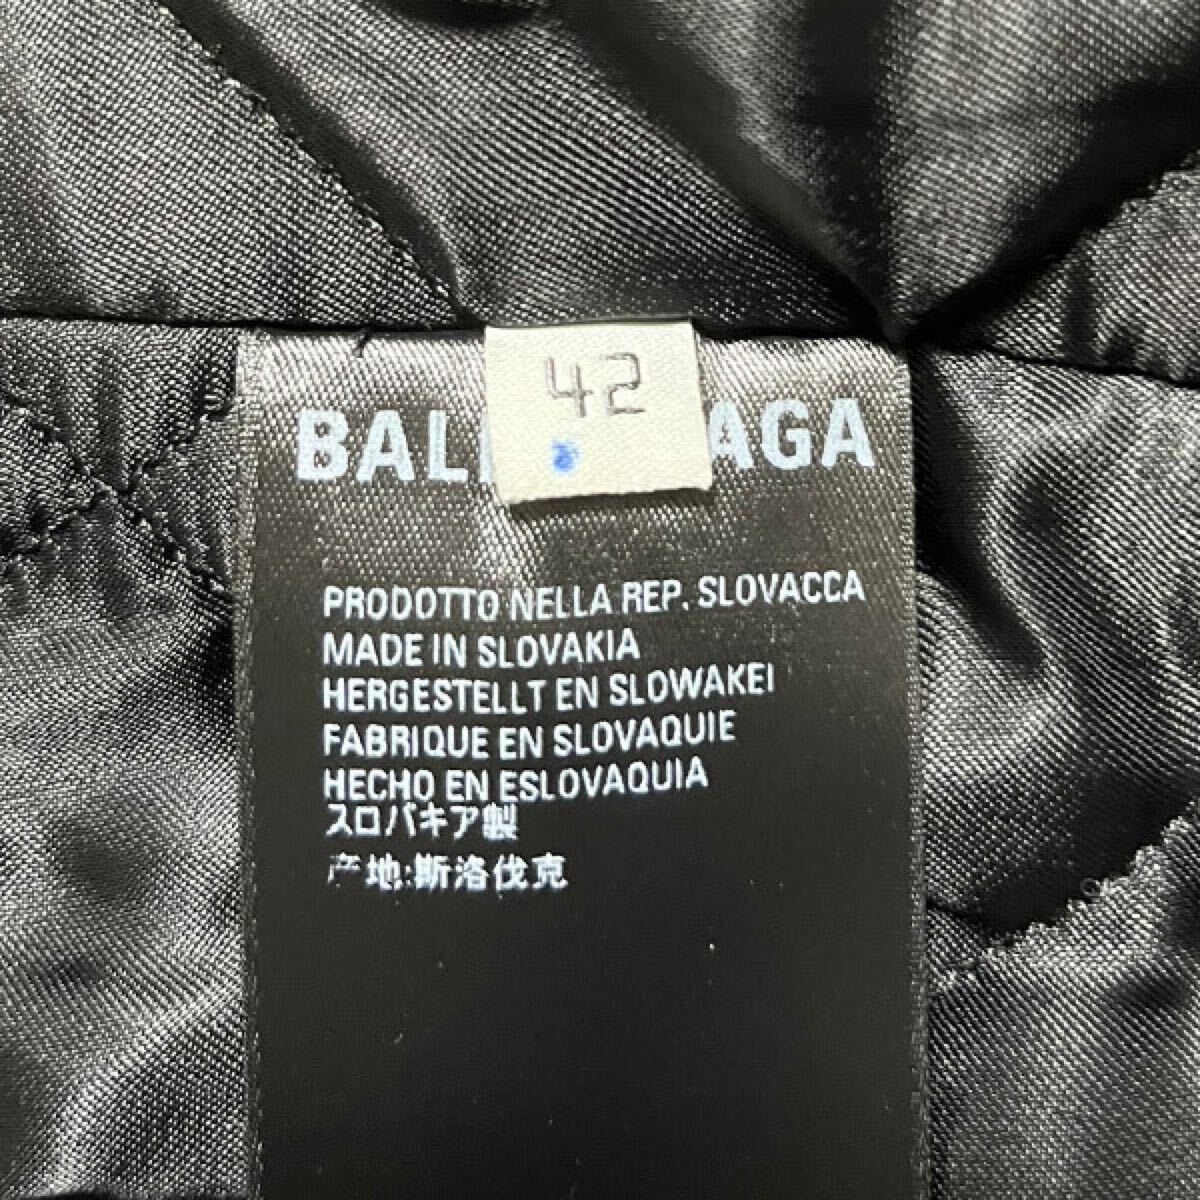 42
BAL AGA
PRODOTTO NELLA REP. SLOVACCA
MADE IN SLOVAKIA
HERGESTELLT EN SLOWAKEI
FABRIQUE EN SLOVAQUIE
HECHO EN ESLOVAQUIA
スロバキア製
产地:斯洛伐克